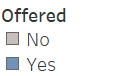 Offered
No
Yes